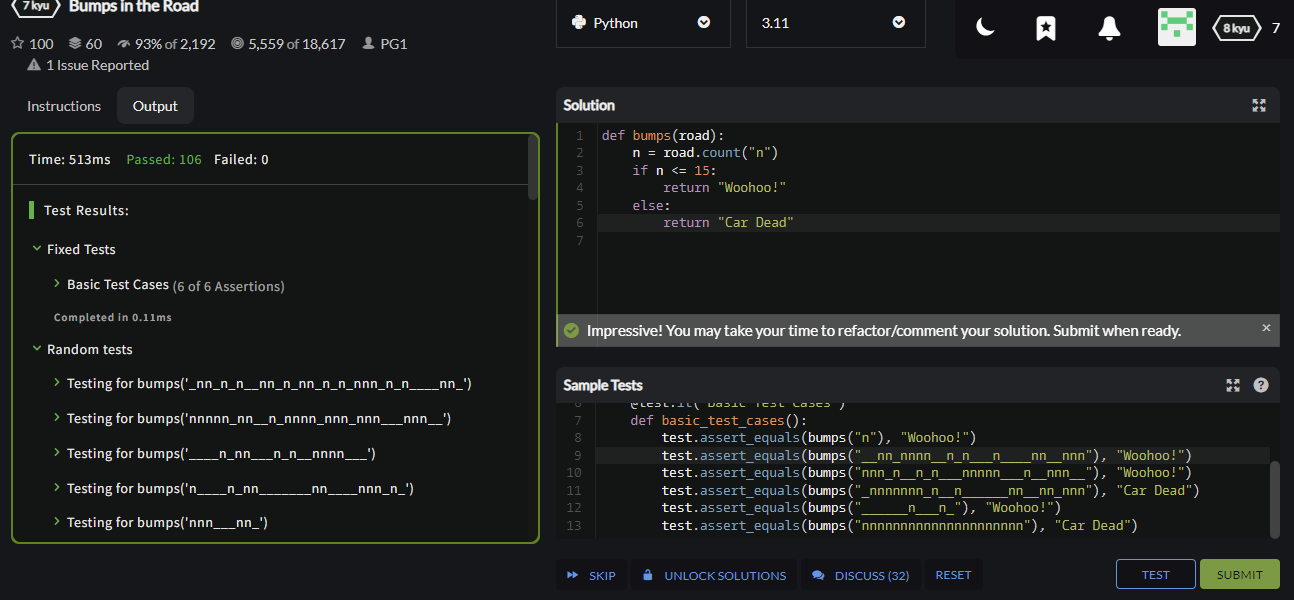 7 kyu Bumps in the Road
100 60 93% of 2,192 5,559 of 18,617 PG1
1 Issue Reported
Instructions Output
Time: 513ms Passed: 106 Failed: 0
Test Results:
Fixed Tests
Basic Test Cases (6 of 6 Assertions)
Completed in 0.11ms
Random tests
Testing for bumps('_nn_n_n__nn_n_nn_n_n_nnn_n_n____nn_')
Testing for bumps('nnnnn_nn__n_nnnn_nnn_nnn___nnn__')
Testing for bumps('____n_nn___n_n__nnnn___')
Testing for bumps('n____n_nn_______nn____nnn_n_')
Testing for bumps('nnn___nn_')
Python 3.11
8 kyu 7
Solution
1 def bumps(road):
2 n = road.count("n")
3 if n <= 15:
4 return "Woohoo!"
5 else:
6 return "Car Dead"
7
Impressive! You may take your time to refactor/comment your solution. Submit when ready.
Sample Tests
6 @test.it("Basic Test Cases")
7 def basic_test_cases():
8 test.assert_equals(bumps("n"), "Woohoo!")
9 test.assert_equals(bumps("__nn_nnnn__n_n___n____nn__nnn"), "Woohoo!")
10 test.assert_equals(bumps("nnn_n__n_n___nnnnn___n__nnn__"), "Woohoo!")
11 test.assert_equals(bumps("_nnnnnnn_n__n______nn__nn_nnn"), "Car Dead")
12 test.assert_equals(bumps("______n___n_"), "Woohoo!")
13 test.assert_equals(bumps("nnnnnnnnnnnnnnnnnnnnn"), "Car Dead")
SKIP UNLOCK SOLUTIONS DISCUSS (32) RESET TEST SUBMIT